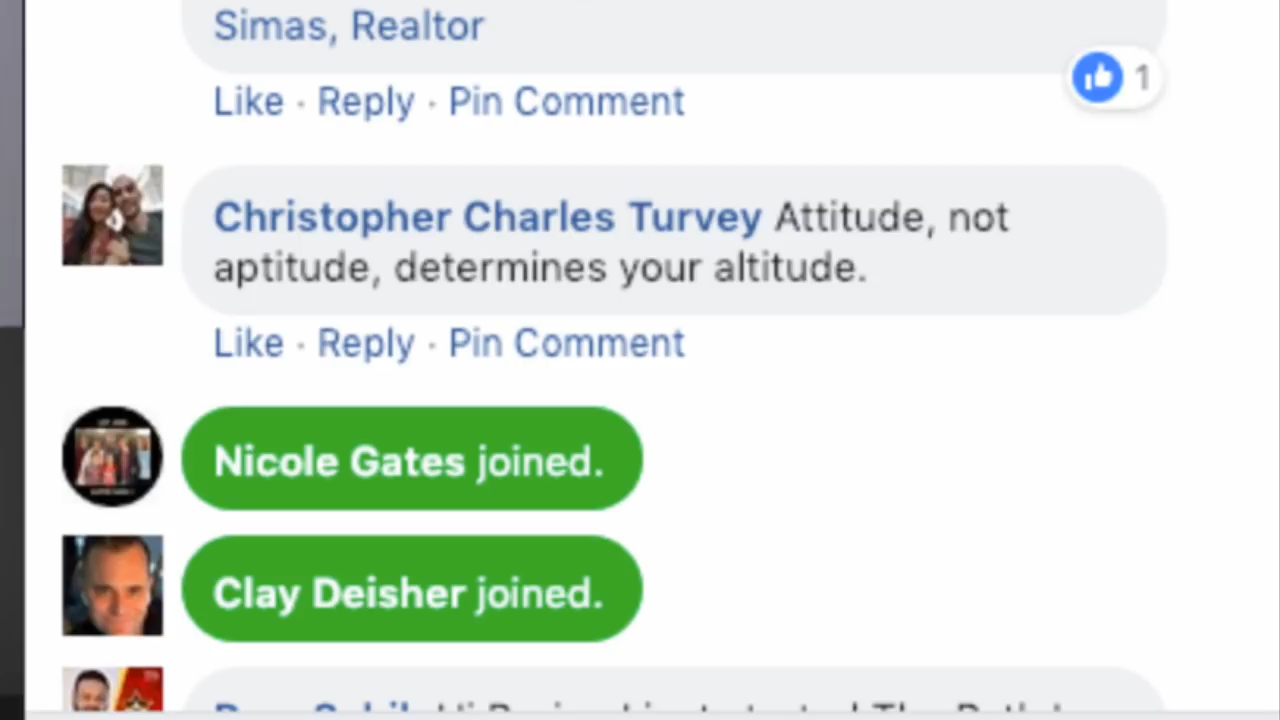 Simas, Realtor
1
Like · Reply · Pin Comment
Christopher Charles Turvey Attitude, not
aptitude, determines your altitude.
Like · Reply · Pin Comment
Nicole Gates joined.
Clay Deisher joined.